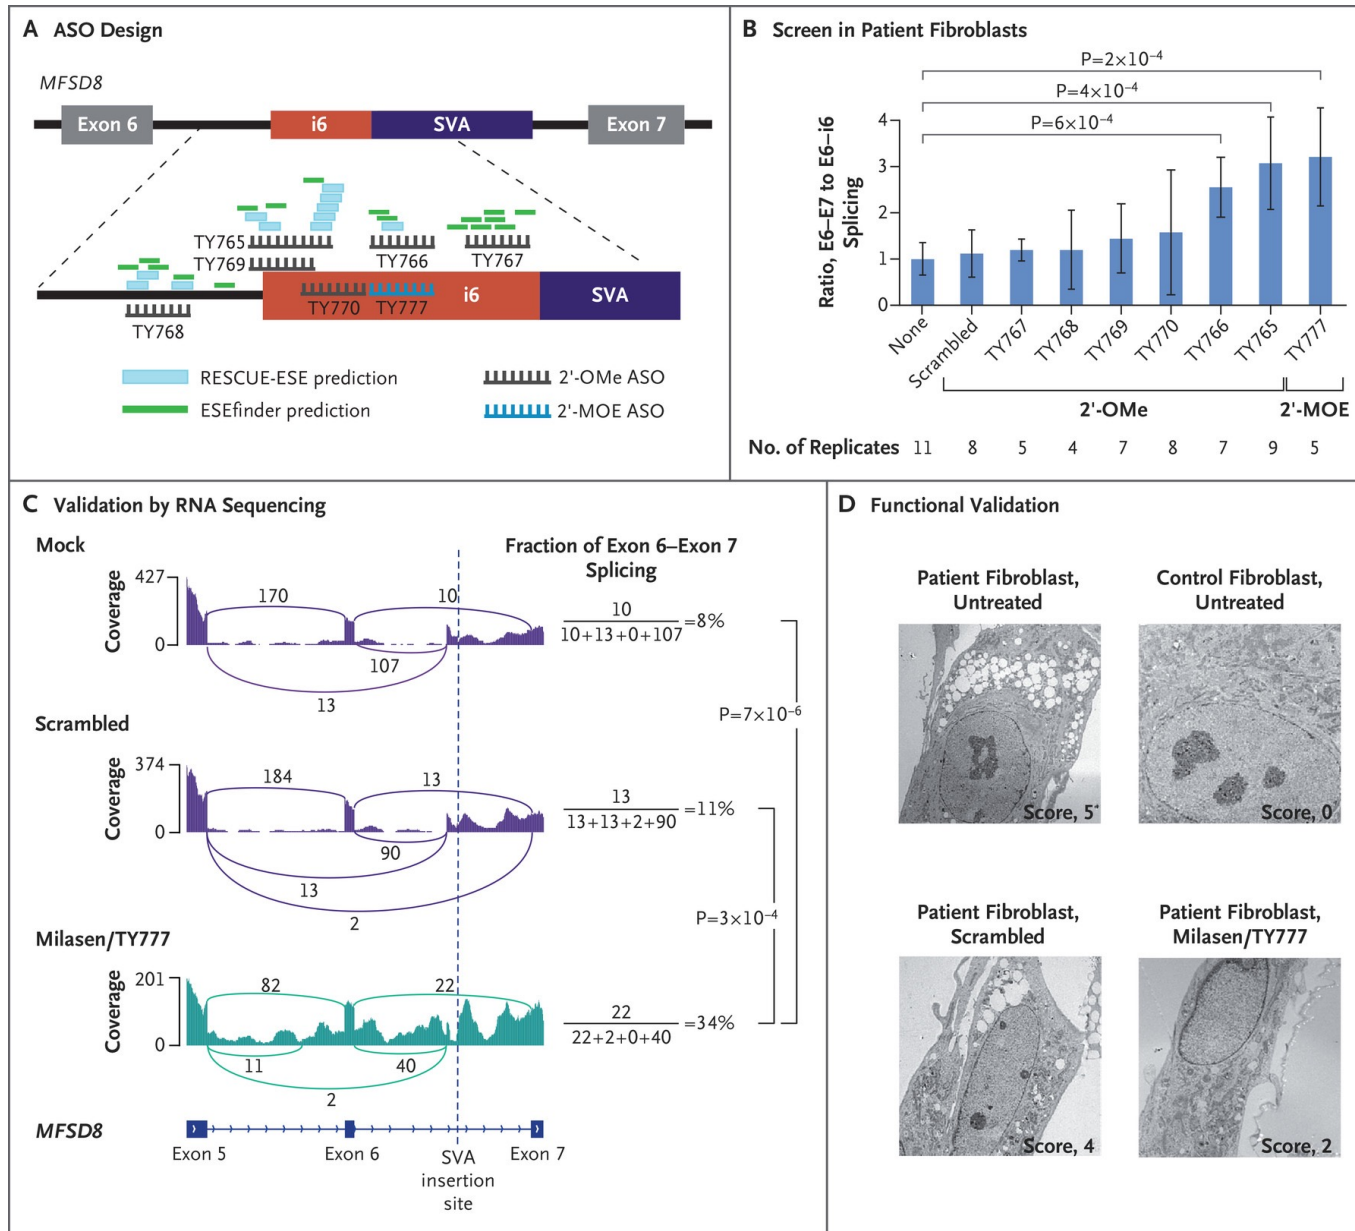 A ASO Design
MFSD8
Exon 6
i6
SVA
Exon 7
TY765
TY769
TY766
TY767
TY768
TY770
TY777
i6
SVA
RESCUE-ESE prediction
ESEfinder prediction
2'-OMe ASO
2'-MOE ASO
B Screen in Patient Fibroblasts
P=2×10–4
P=4×10–4
P=6×10–4
Ratio, E6–E7 to E6–i6
Splicing
4
3
2
1
0
None
Scrambled
TY767
TY768
TY769
TY770
TY766
TY765
TY777
2'-OMe
2'-MOE
No. of Replicates 11 8 5 4 7 8 7 9 5
C Validation by RNA Sequencing
Mock
Fraction of Exon 6–Exon 7
Splicing
Coverage
427
0
170
10
107
13
10
10+13+0+107
=8%
P=7×10–6
Scrambled
Coverage
374
0
184
13
90
13
2
13
13+13+2+90
=11%
P=3×10–4
Milasen/TY777
Coverage
201
0
82
22
11
40
2
22
22+2+0+40
=34%
MFSD8
Exon 5
Exon 6
SVA
insertion
site
Exon 7
D Functional Validation
Patient Fibroblast,
Untreated
Score, 5
Control Fibroblast,
Untreated
Score, 0
Patient Fibroblast,
Scrambled
Score, 4
Patient Fibroblast,
Milasen/TY777
Score, 2